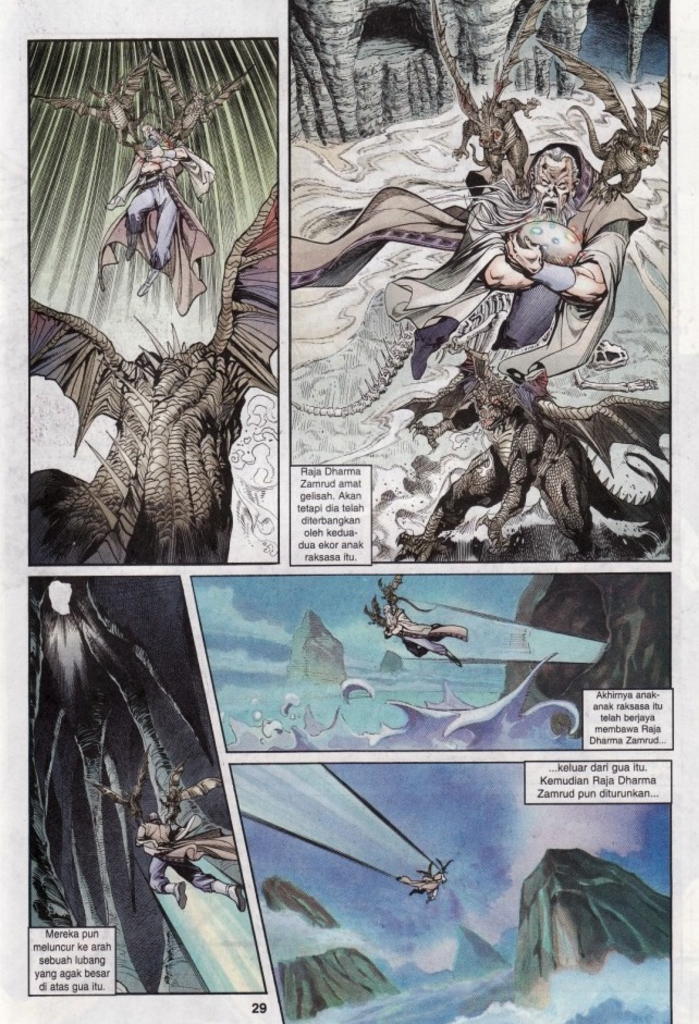 Raja Dharma
Zamrud amat
gelisah. Akan
tetapi dia telah
diterbangkan
oleh kedua-
dua ekor anak
raksasa itu.
Mereka pun
meluncur ke arah
sebuah lubang
yang agak besar
di atas gua itu.
Akhirnya anak-
anak raksasa itu
telah berjaya
membawa Raja
Dharma Zamrud...
...keluar dari gua itu.
Kemudian Raja Dharma
Zamrud pun diturunkan...
29